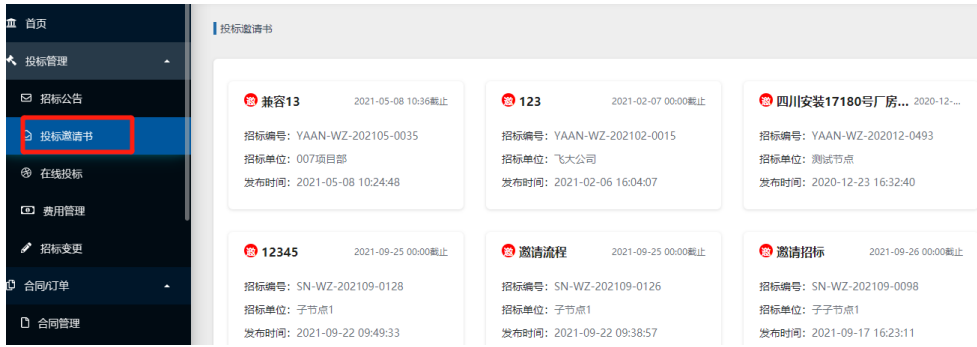 首页
投标管理
招标公告
投标邀请书
在线投标
费用管理
招标变更
合同/订单
合同管理
投标邀请书
邀 兼容13 2021-05-08 10:36截止
招标编号：YAAN-WZ-202105-0035
招标单位：007项目部
发布时间：2021-05-08 10:24:48
邀 123 2021-02-07 00:00截止
招标编号：YAAN-WZ-202102-0015
招标单位：飞大公司
发布时间：2021-02-06 16:04:07
邀 四川安装17180号厂房... 2020-12-...
招标编号：YAAN-WZ-202012-0493
招标单位：测试节点
发布时间：2020-12-23 16:32:40
邀 12345 2021-09-25 00:00截止
招标编号：SN-WZ-202109-0128
招标单位：子节点1
发布时间：2021-09-22 09:49:33
邀 邀请流程 2021-09-25 00:00截止
招标编号：SN-WZ-202109-0126
招标单位：子节点1
发布时间：2021-09-22 09:38:57
邀 邀请招标 2021-09-26 00:00截止
招标编号：SN-WZ-202109-0098
招标单位：子子节点1
发布时间：2021-09-17 16:23:11